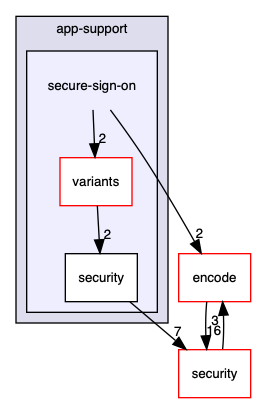 app-support
secure-sign-on
2
variants
2
2
security
encode
7
3
16
security